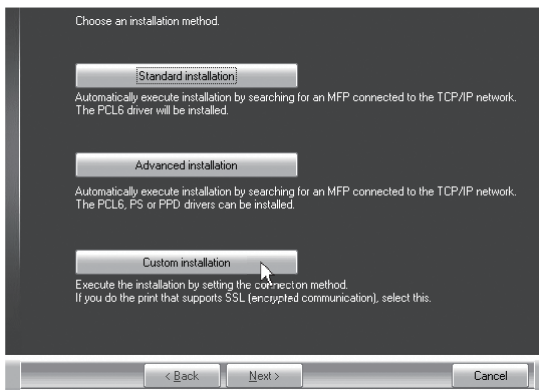 Choose an installation method.
Standard installation
Automatically execute installation by searching for an MFP connected to the TCP/IP network.
The PCL6 driver will be installed.
Advanced installation
Automatically execute installation by searching for an MFP connected to the TCP/IP network.
The PCL6, PS or PPD drivers can be installed.
Custom installation
Execute the installation by setting the connecton method.
If you do the print that supports SSL (encrypted communication), select this.
< Back Next > Cancel